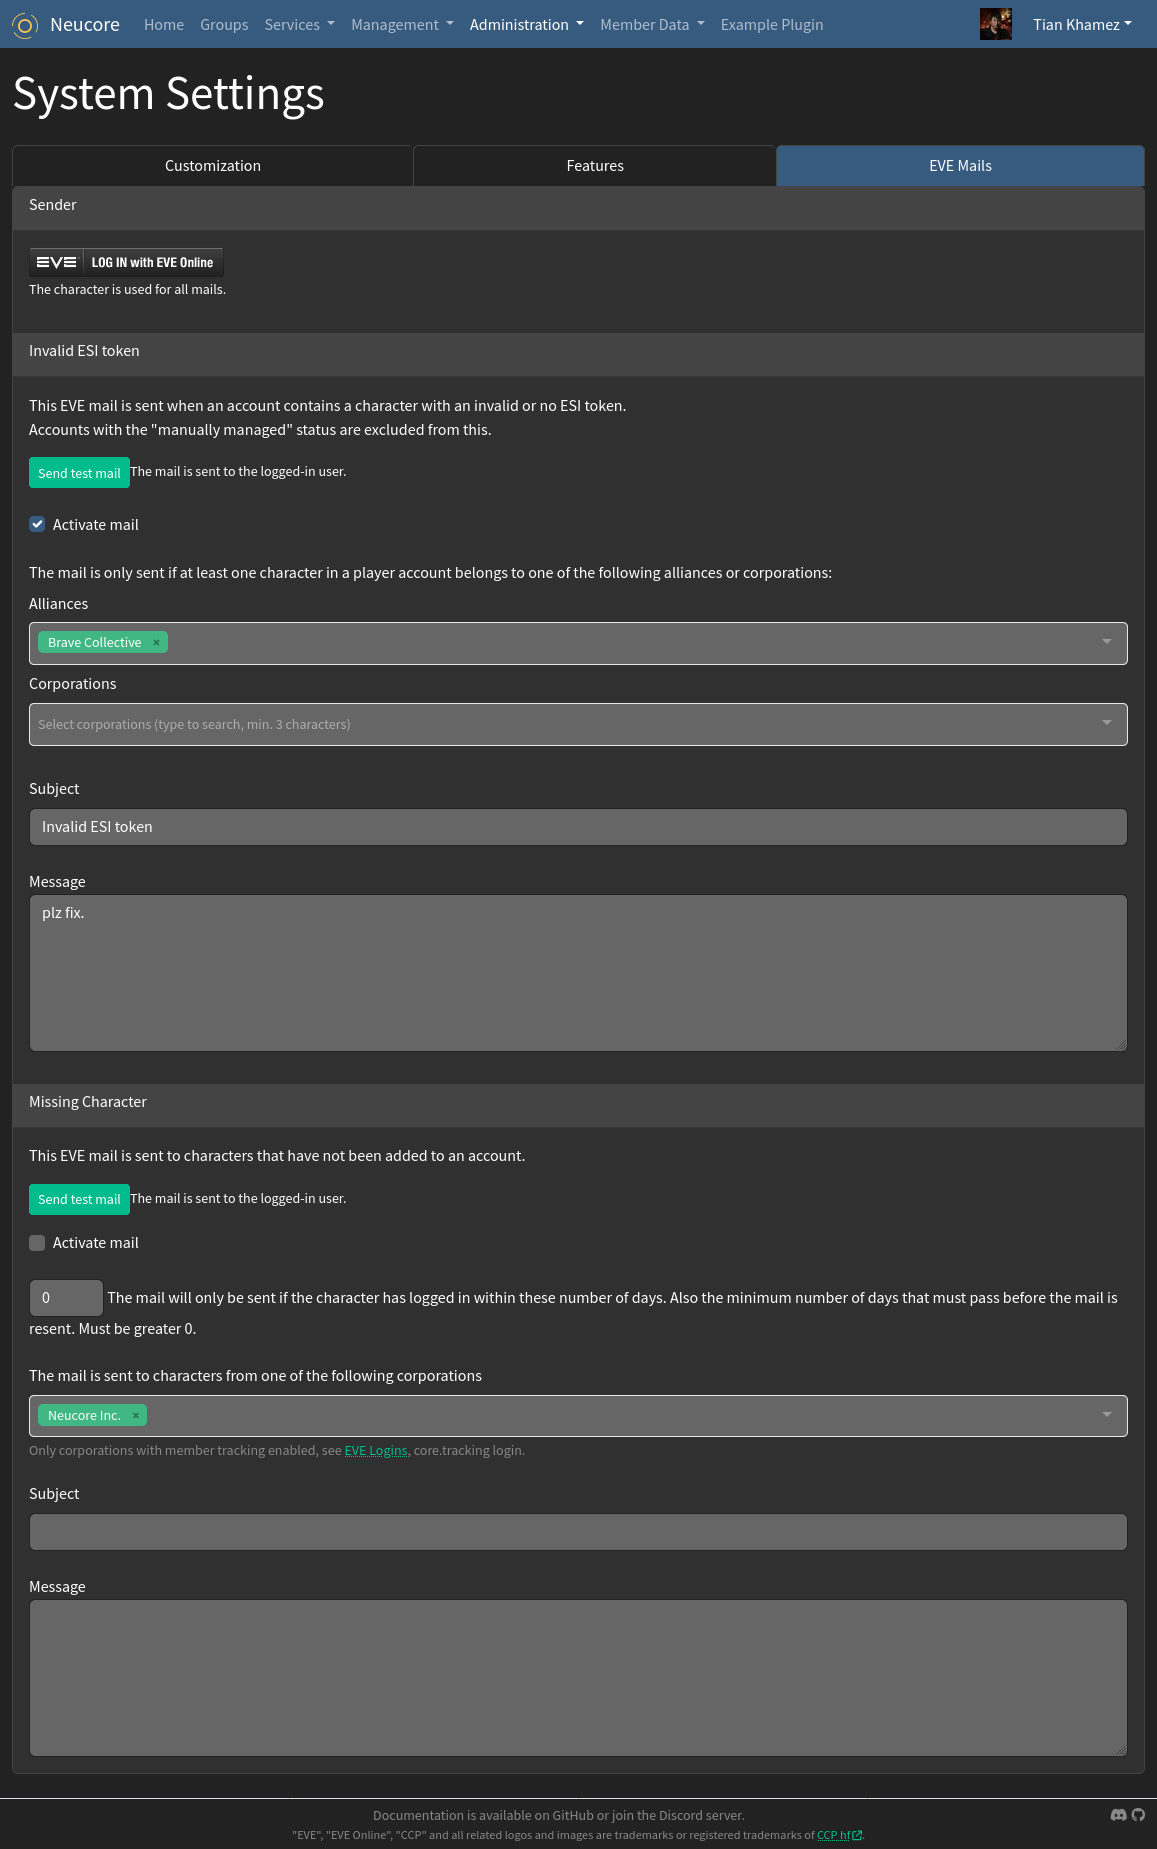 Neucore Home Groups Services Management Administration Member Data Example Plugin Tian Khamez
System Settings
Customization Features EVE Mails
Sender
EVE LOG IN with EVE Online
The character is used for all mails.
Invalid ESI token
This EVE mail is sent when an account contains a character with an invalid or no ESI token.
Accounts with the "manually managed" status are excluded from this.
Send test mail The mail is sent to the logged-in user.
Activate mail
The mail is only sent if at least one character in a player account belongs to one of the following alliances or corporations:
Alliances
Brave Collective ×
Corporations
Select corporations (type to search, min. 3 characters)
Subject
Invalid ESI token
Message
plz fix.
Missing Character
This EVE mail is sent to characters that have not been added to an account.
Send test mail The mail is sent to the logged-in user.
Activate mail
0 The mail will only be sent if the character has logged in within these number of days. Also the minimum number of days that must pass before the mail is
resent. Must be greater 0.
The mail is sent to characters from one of the following corporations
Neucore Inc. ×
Only corporations with member tracking enabled, see EVE Logins, core.tracking login.
Subject
Message
Documentation is available on GitHub or join the Discord server.
"EVE", "EVE Online", "CCP" and all related logos and images are trademarks or registered trademarks of CCP hf.